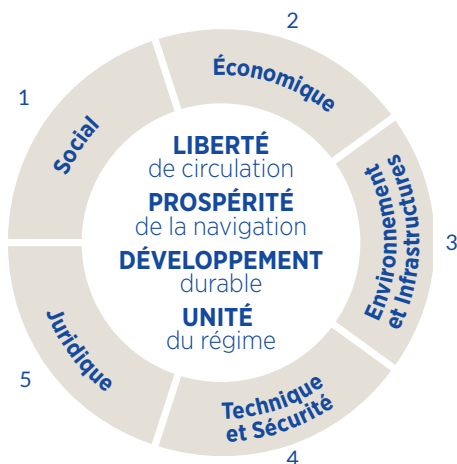 1
Social
2
Économique
3
Environnement
et Infrastructures
4
Technique
et Sécurité
5
Juridique
LIBERTÉ
de circulation
PROSPÉRITÉ
de la navigation
DÉVELOPPEMENT
durable
UNITÉ
du régime